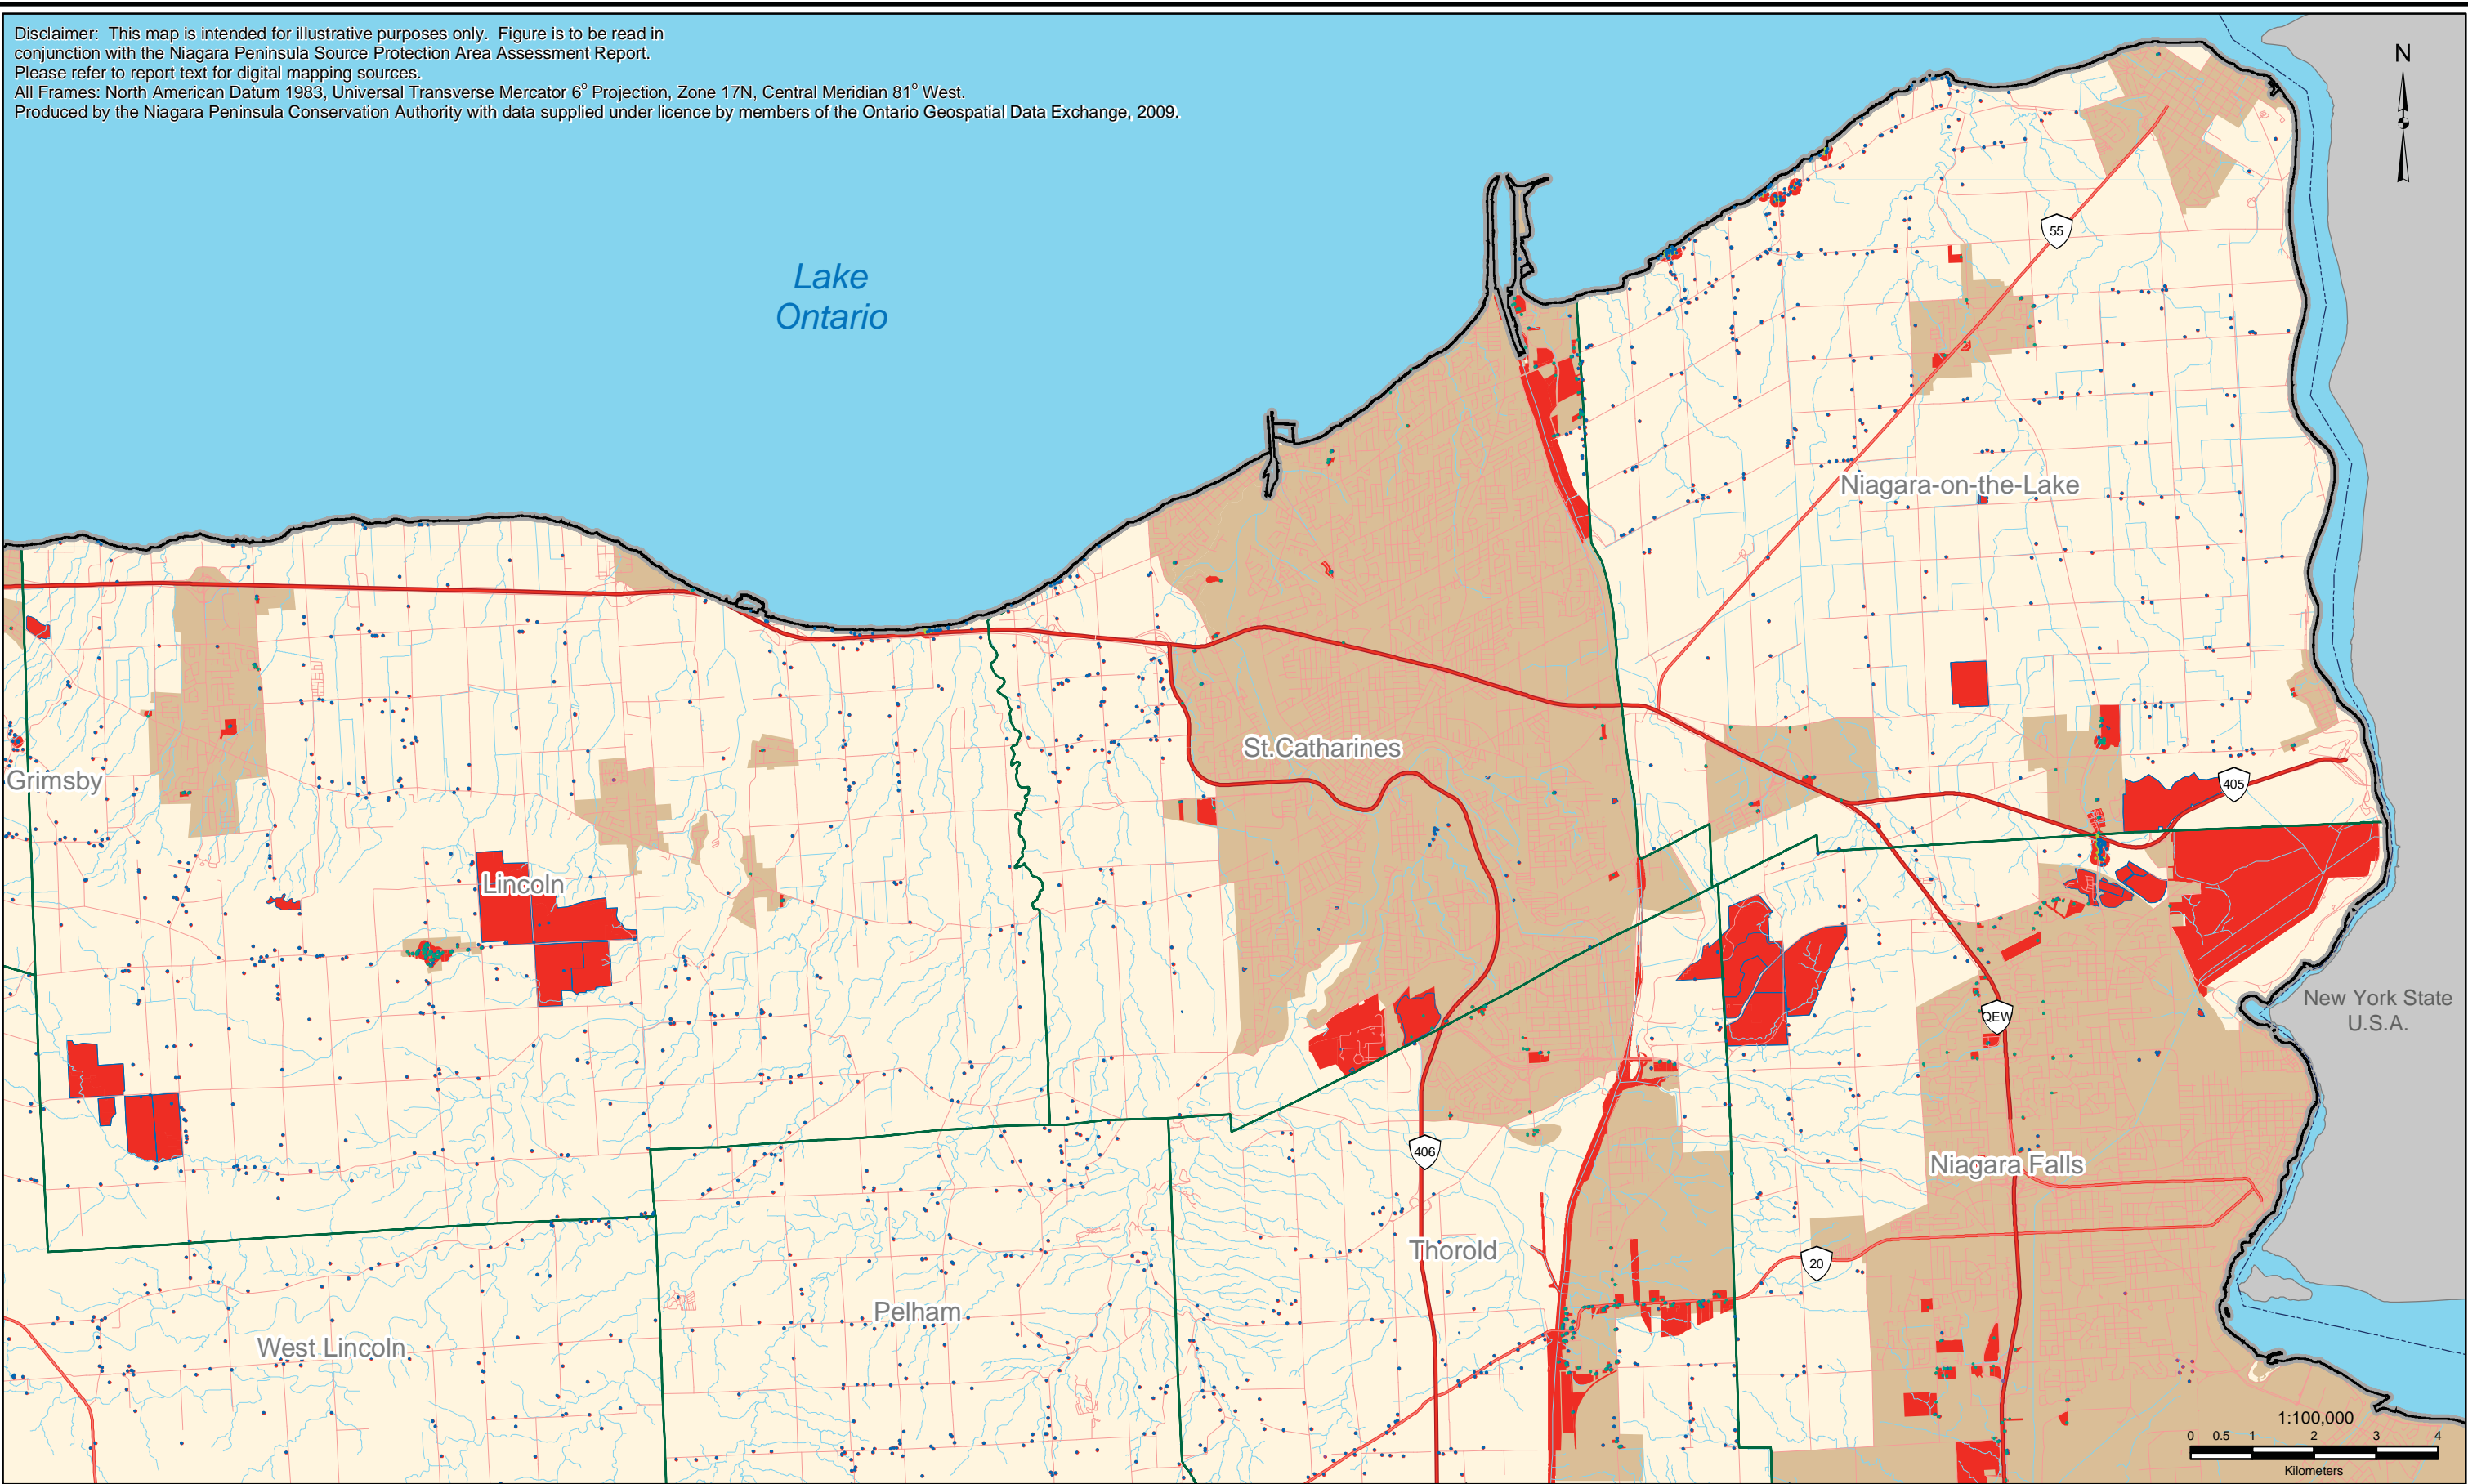 Disclaimer: This map is intended for illustrative purposes only. Figure is to be read in
conjunction with the Niagara Peninsula Source Protection Area Assessment Report.
Please refer to report text for digital mapping sources.
All Frames: North American Datum 1983, Universal Transverse Mercator 6° Projection, Zone 17N, Central Meridian 81° West.
Produced by the Niagara Peninsula Conservation Authority with data supplied under licence by members of the Ontario Geospatial Data Exchange, 2009.
N
55
Lake
Ontario
Niagara-on-the-Lake
St.Catharines
Grimsby
405
Lincoln
New York State
U.S.A.
QEW
406
Niagara Falls
Thorold
20
Pelham
West Lincoln
1:100,000
0 0.5 1 2 3 4
Kilometers